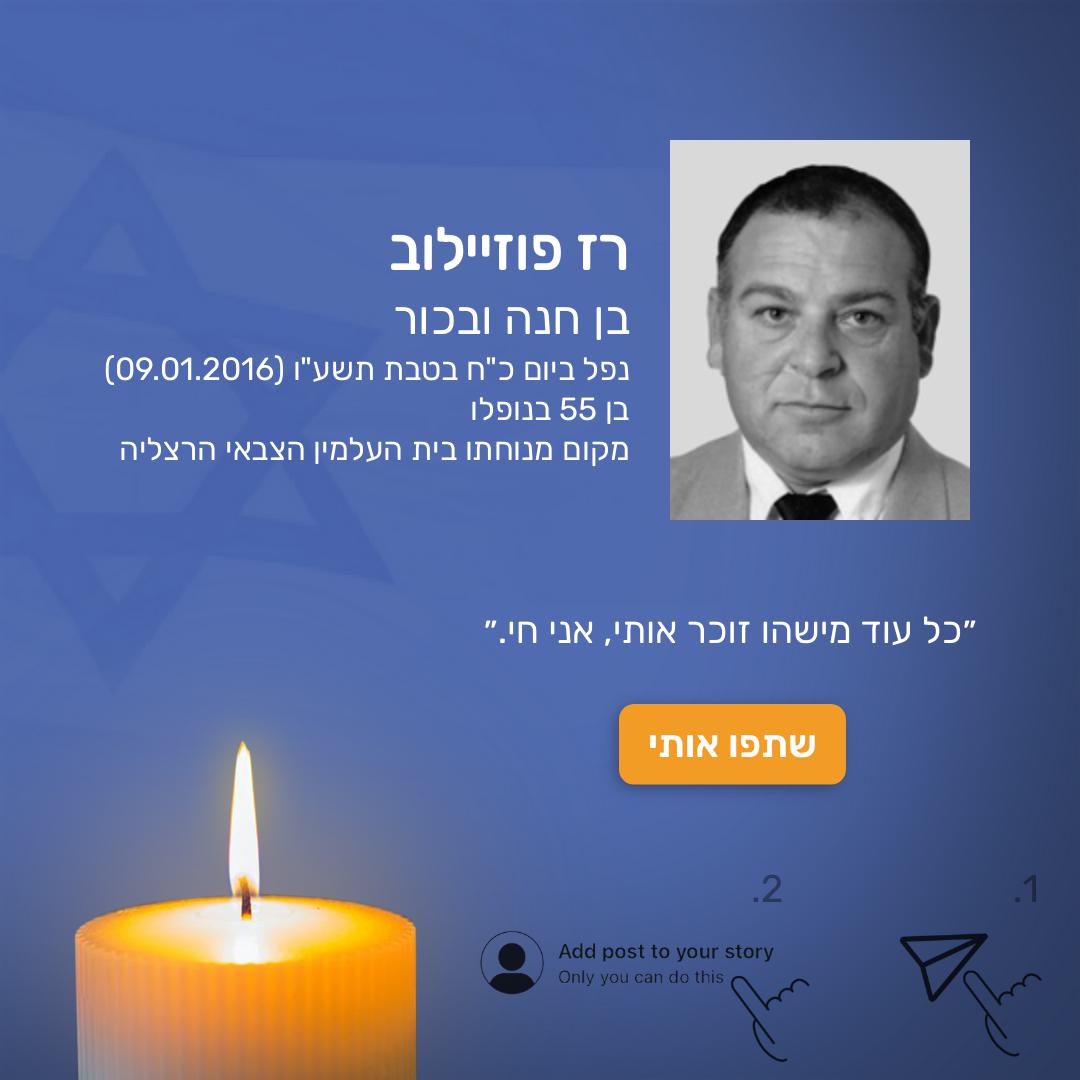 רז פוזיילוב
בן חנה ובכור
נפל ביום כ"ח בטבת תשע"ו (09.01.2016)
בן 55 בנופלו
מקום מנוחתו בית העלמין הצבאי הרצליה
״כל עוד מישהו זוכר אותי, אני חי.״
שתפו אותי
1.
2.
Add post to your story
Only you can do this